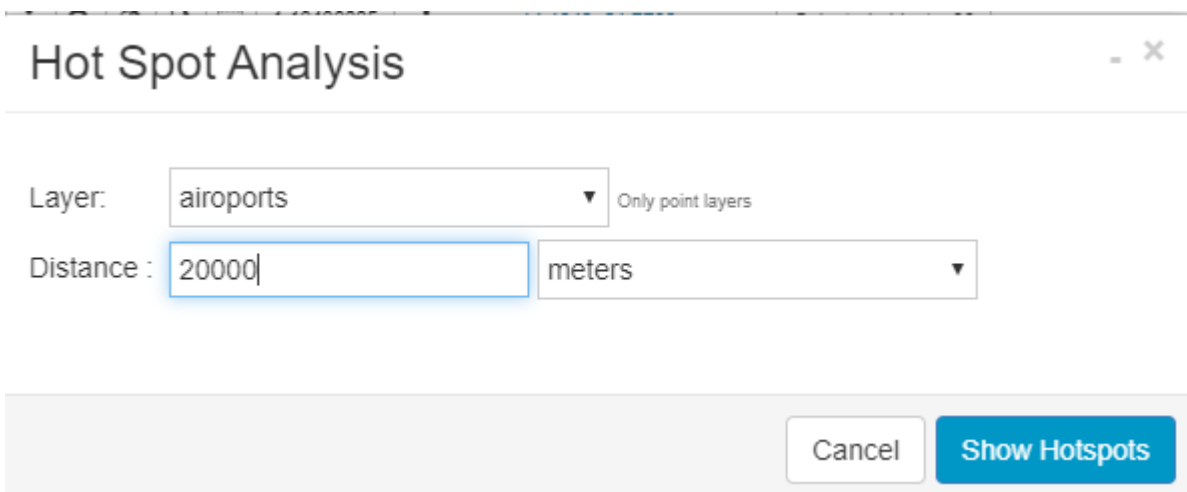 Hot Spot Analysis
Layer: airoports Only point layers
Distance : 20000 meters
Cancel Show Hotspots